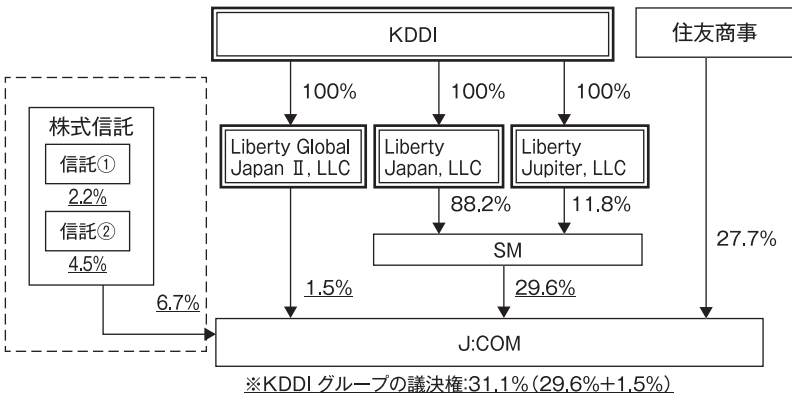 KDDI
住友商事
100%
100%
100%
株式信託
信託①
2.2%
信託②
4.5%
Liberty Global
Japan Ⅱ, LLC
Liberty
Japan, LLC
Liberty
Jupiter, LLC
88.2%
11.8%
SM
27.7%
6.7%
1.5%
29.6%
J:COM
※KDDI グループの議決権:31.1%(29.6%+1.5%)